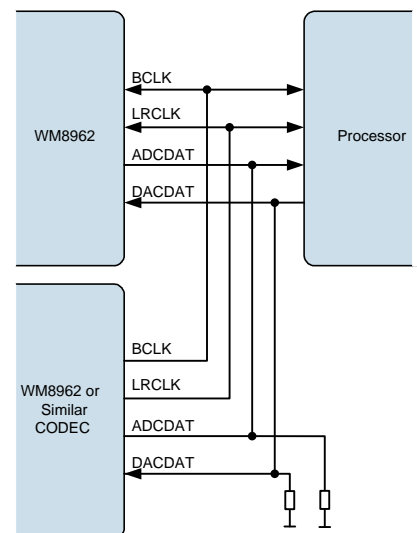 BCLK
LRCLK
WM8962
Processor
ADCDAT
DACDAT
BCLK
WM8962 or
Similar
CODEC
LRCLK
ADCDAT
DACDAT